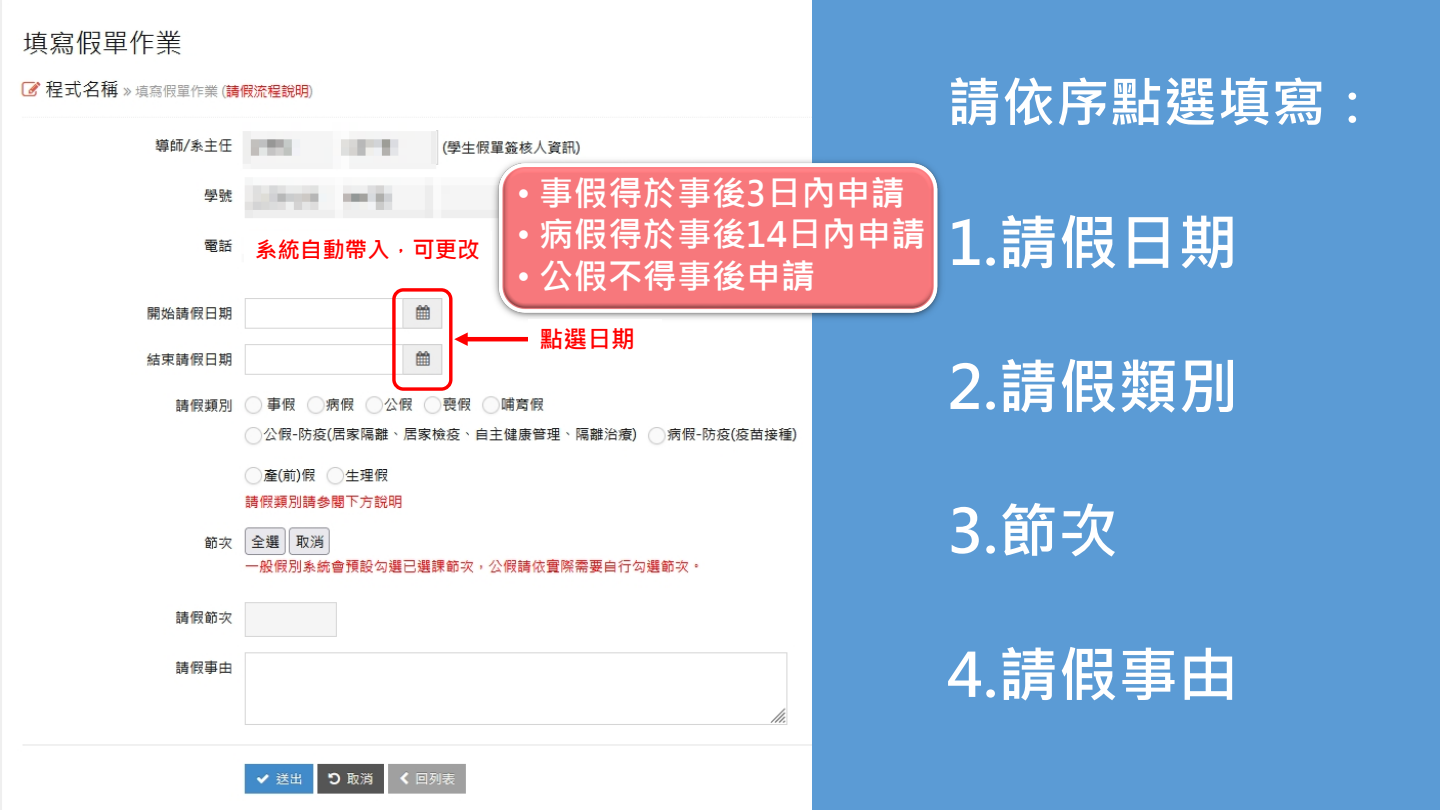 填寫假單作業
程式名稱 » 填寫假單作業 (請假流程說明)
導師/系主任 (學生假單簽核人資訊)
學號
電話 系統自動帶入，可更改
• 事假得於事後3日內申請
• 病假得於事後14日內申請
• 公假不得事後申請
開始請假日期
點選日期
結束請假日期
請假類別 事假 病假 公假 喪假 哺育假
公假-防疫(居家隔離、居家檢疫、自主健康管理、隔離治療) 病假-防疫(疫苗接種)
產(前)假 生理假
請假類別請參閱下方說明
節次 全選 取消
一般假別系統會預設勾選已選課節次，公假請依實際需要自行勾選節次。
請假節次
請假事由
送出 取消 回列表
請依序點選填寫：
1.請假日期
2.請假類別
3.節次
4.請假事由